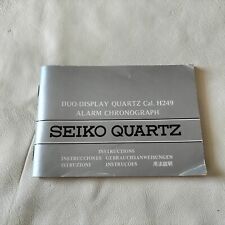 DUO-DISPLAY QUARTZ Cal. H249
ALARM CHRONOGRAPH
SEIKO QUARTZ
INSTRUCTIONS
INSTRUCCIONES GEBRAUCHSANWEISUNGEN
ISTRUZIONI INSTRUÇÕES